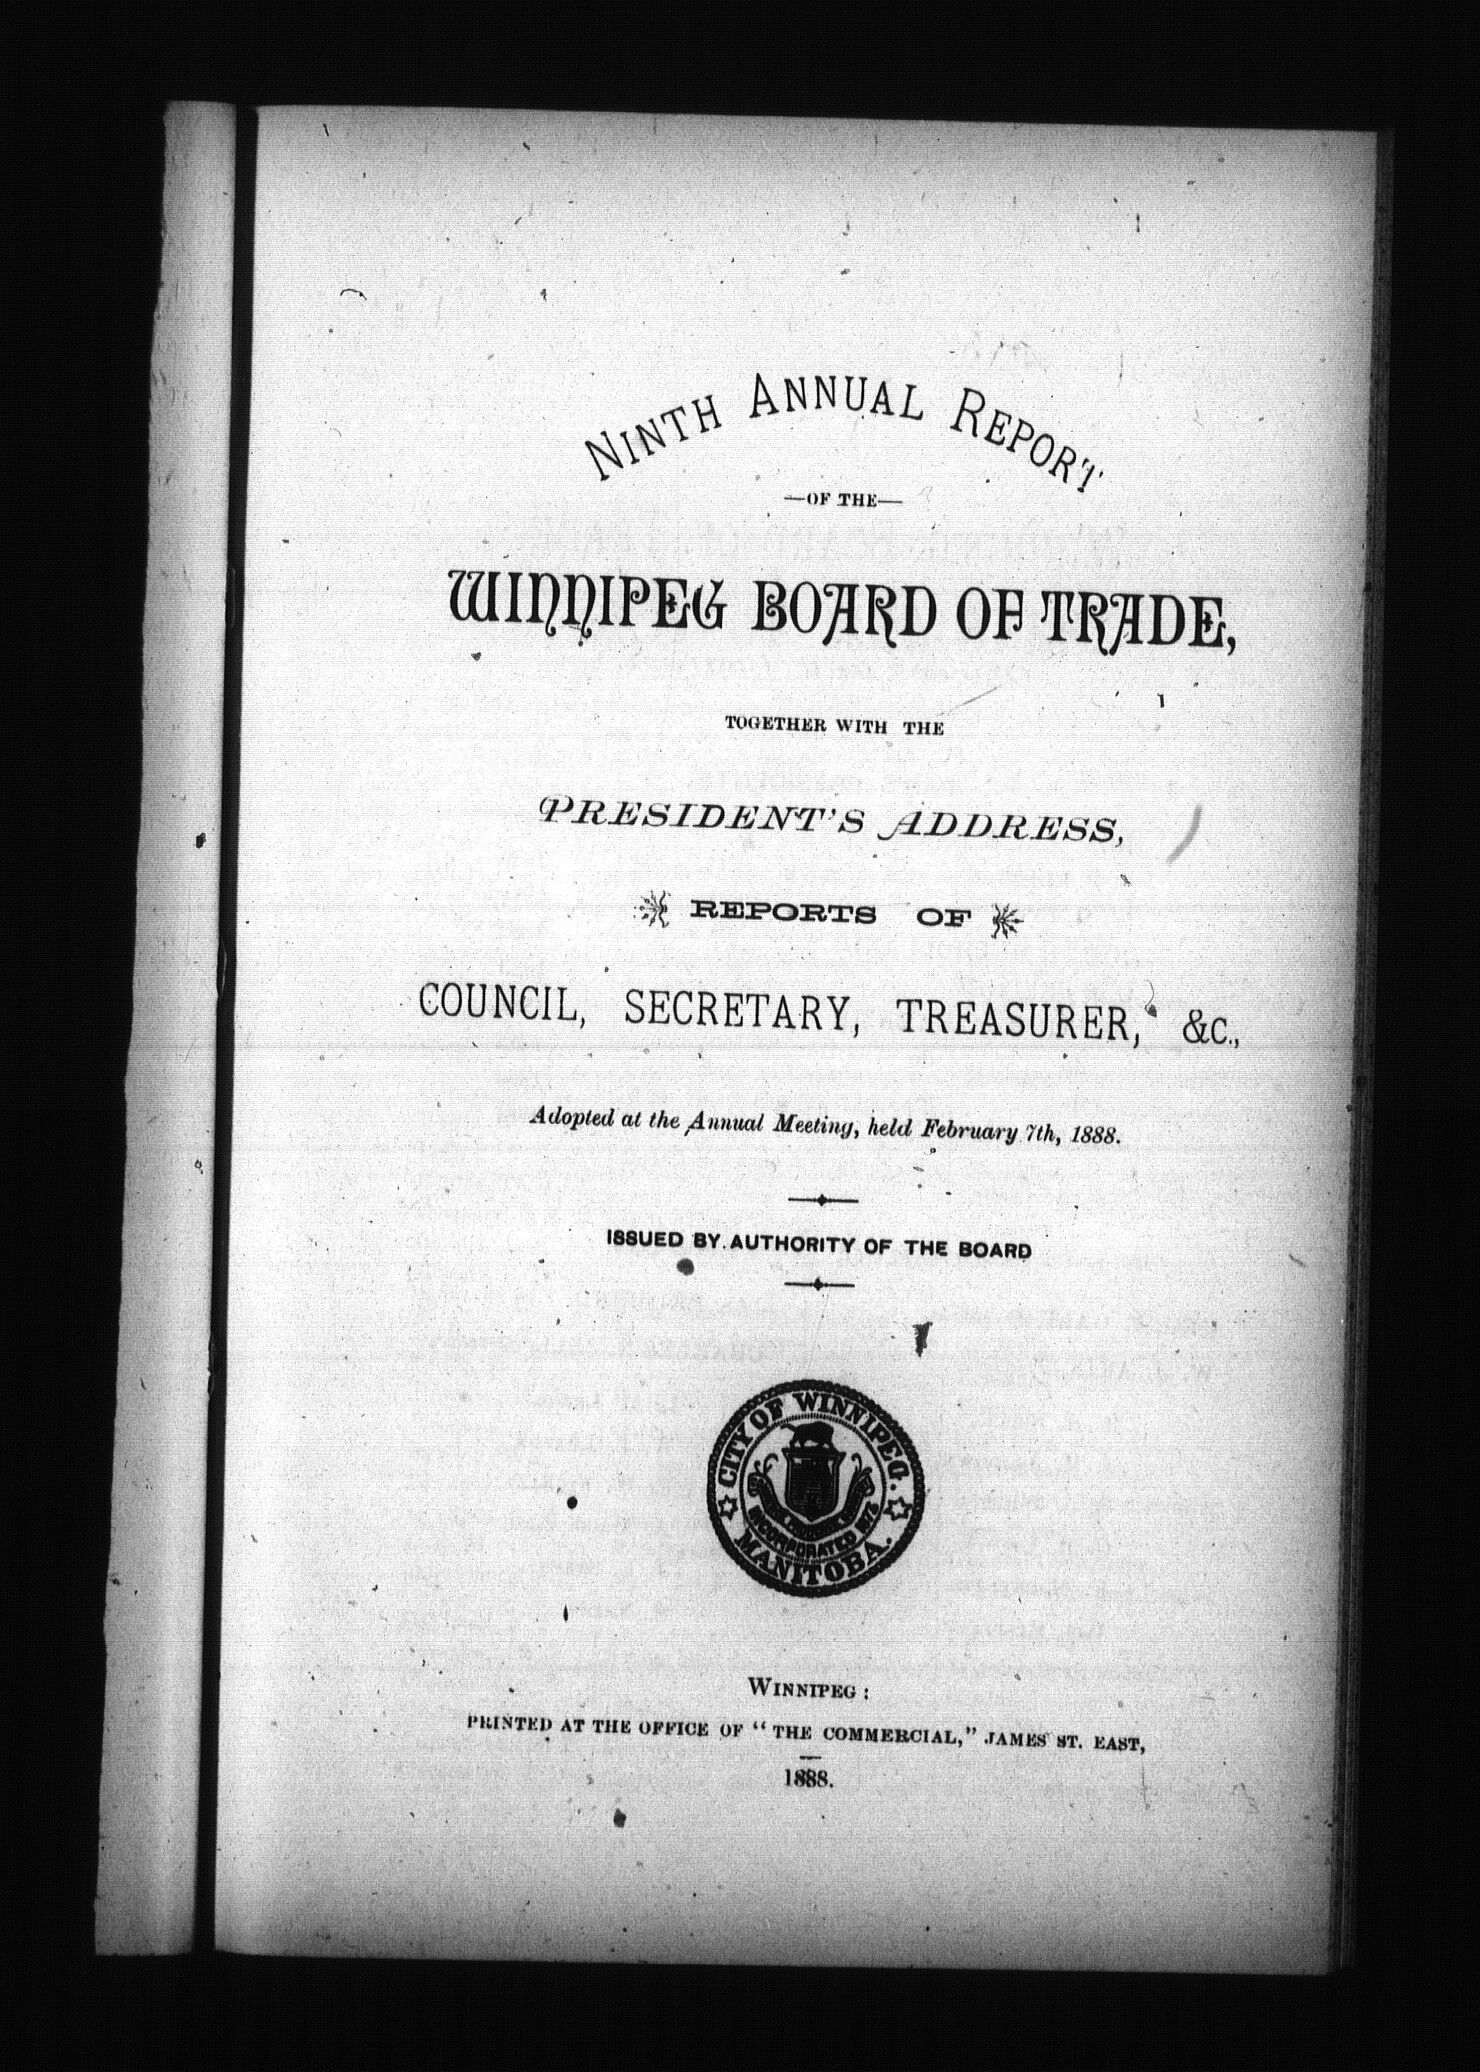 NINTH ANNUAL REPORT
—OF THE—
WINNIPEG BOARD OF TRADE,
TOGETHER WITH THE
PRESIDENT'S ADDRESS,
REPORTS OF
COUNCIL, SECRETARY, TREASURER, &C.,
Adopted at the Annual Meeting, held February 7th, 1888.
ISSUED BY AUTHORITY OF THE BOARD
CITY OF WINNIPEG.
INCORPORATED 1873
MANITOBA.
WINNIPEG:
PRINTED AT THE OFFICE OF "THE COMMERCIAL," JAMES ST. EAST,
1888.